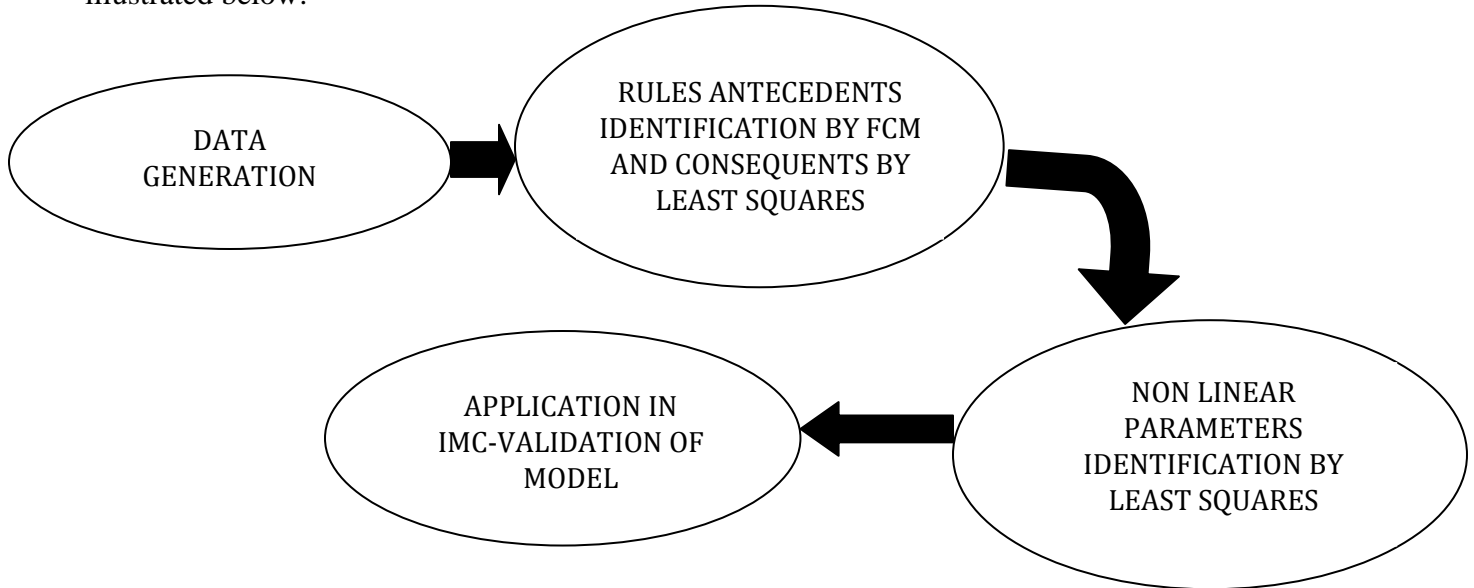 illustrated below:
DATA
GENERATION
RULES ANTECEDENTS
IDENTIFICATION BY FCM
AND CONSEQUENTS BY
LEAST SQUARES
NON LINEAR
PARAMETERS
IDENTIFICATION BY
LEAST SQUARES
APPLICATION IN
IMC-VALIDATION OF
MODEL